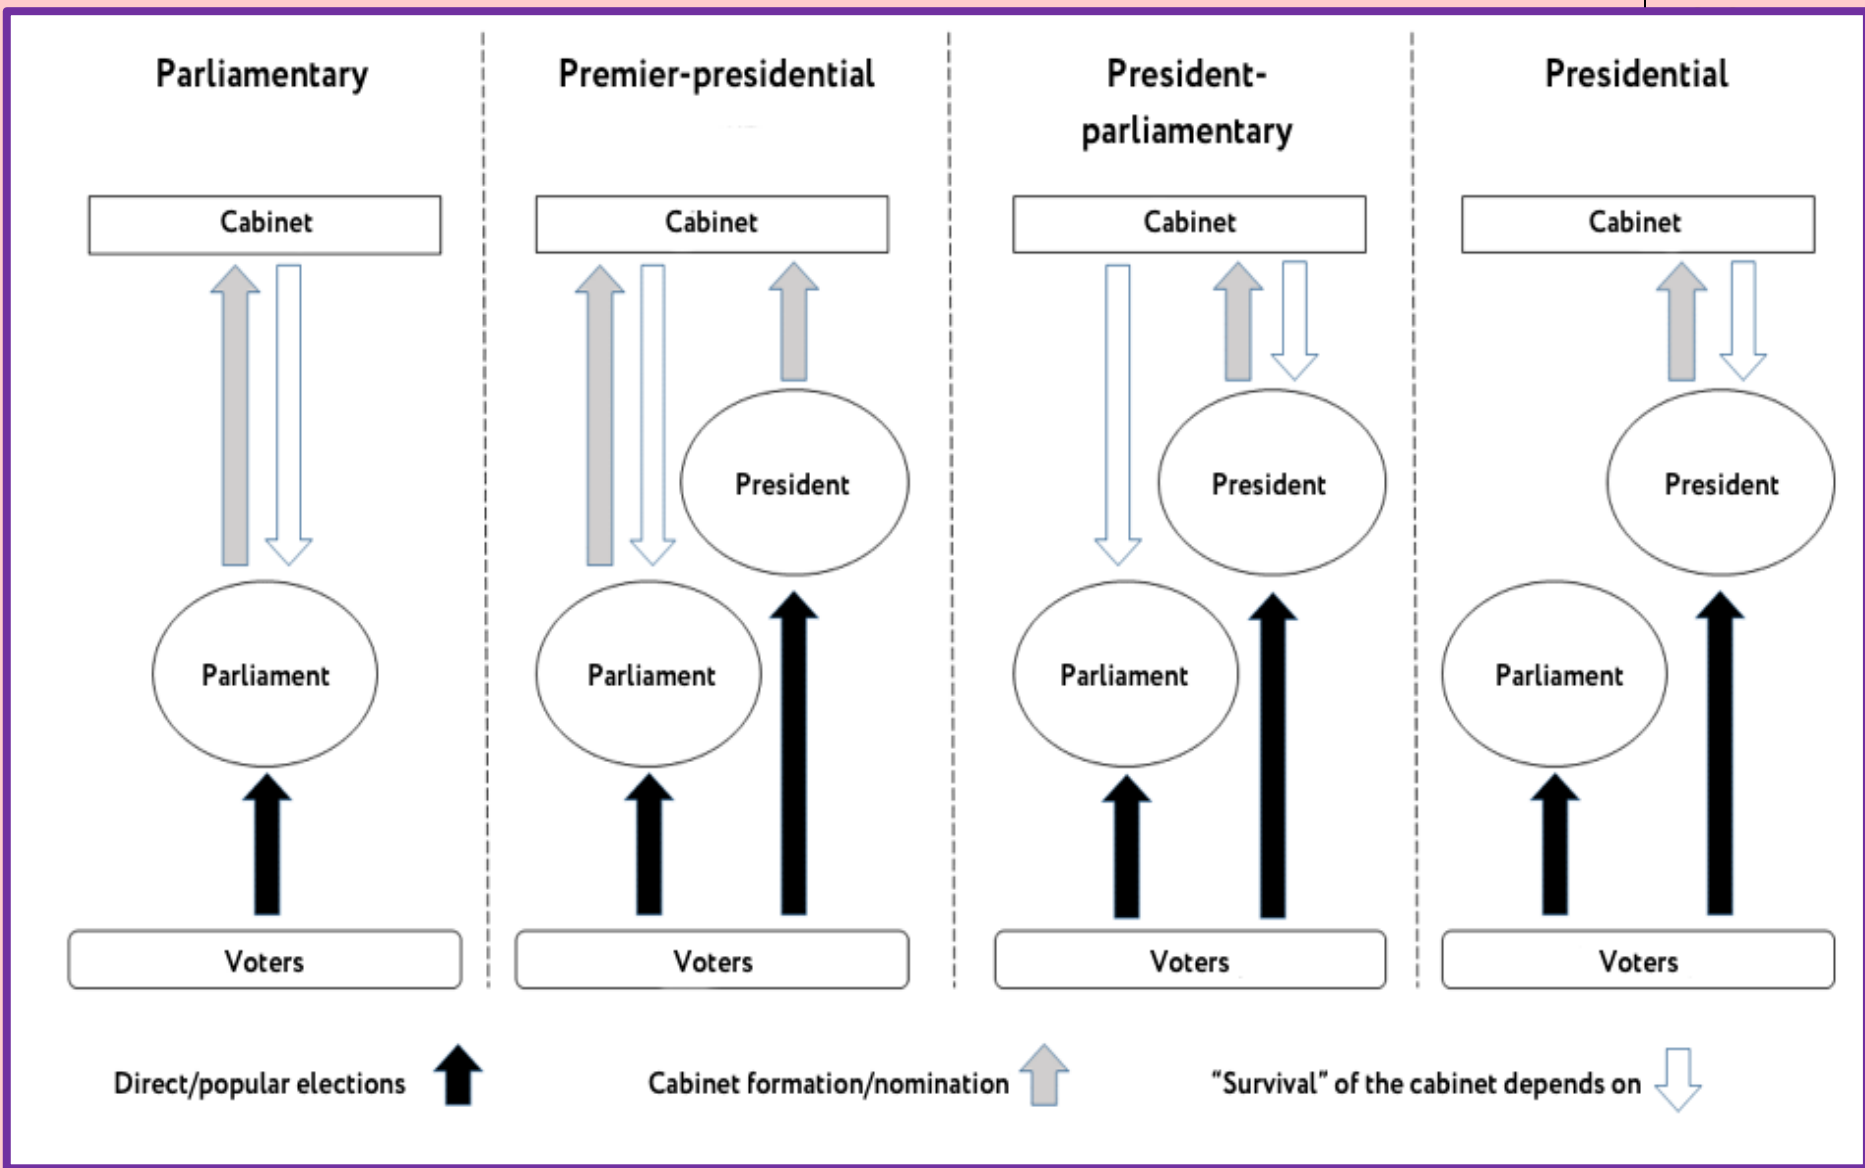 Parliamentary
Premier-presidential
President-
parliamentary
Presidential
Cabinet
Cabinet
Cabinet
Cabinet
President
President
President
Parliament
Parliament
Parliament
Parliament
Voters
Voters
Voters
Voters
Direct/popular elections
Cabinet formation/nomination
“Survival” of the cabinet depends on